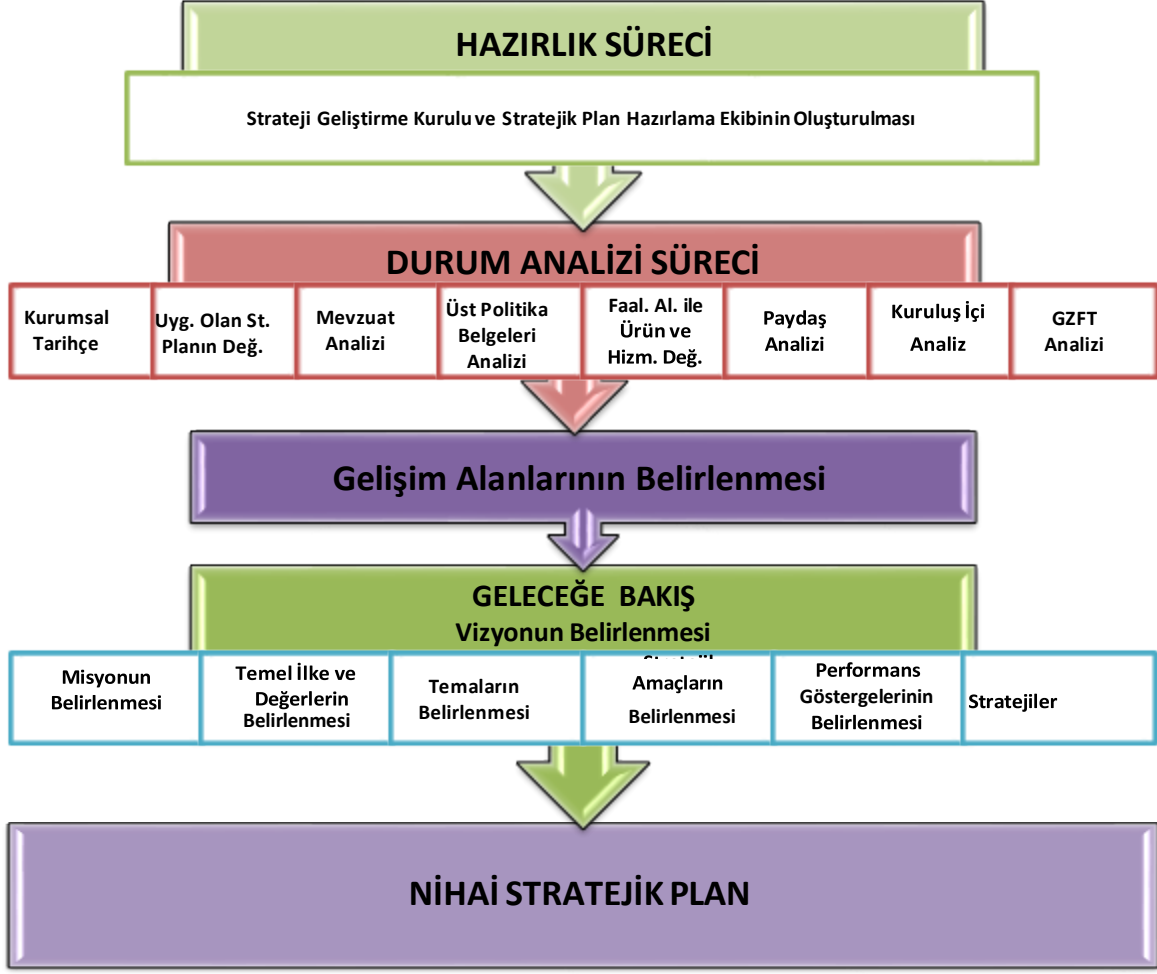 HAZIRLIK SÜRECİ
Strateji Geliştirme Kurulu ve Stratejik Plan Hazırlama Ekibinin Oluşturulması
DURUM ANALİZİ SÜRECİ
Kurumsal
Tarihçe
Uyg. Olan St.
Planın Değ.
Mevzuat
Analizi
Üst Politika
Belgeleri
Analizi
Faal. Al. ile
Ürün ve
Hizm. Değ.
Paydaş
Analizi
Kuruluş İçi
Analiz
GZFT
Analizi
Gelişim Alanlarının Belirlenmesi
GELECEĞE BAKIŞ
Vizyonun Belirlenmesi
Misyonun
Belirlenmesi
Temel İlke ve
Değerlerin
Belirlenmesi
Temaların
Belirlenmesi
Amaçların
Belirlenmesi
Performans
Göstergelerinin
Belirlenmesi
Stratejiler
NİHAİ STRATEJİK PLAN